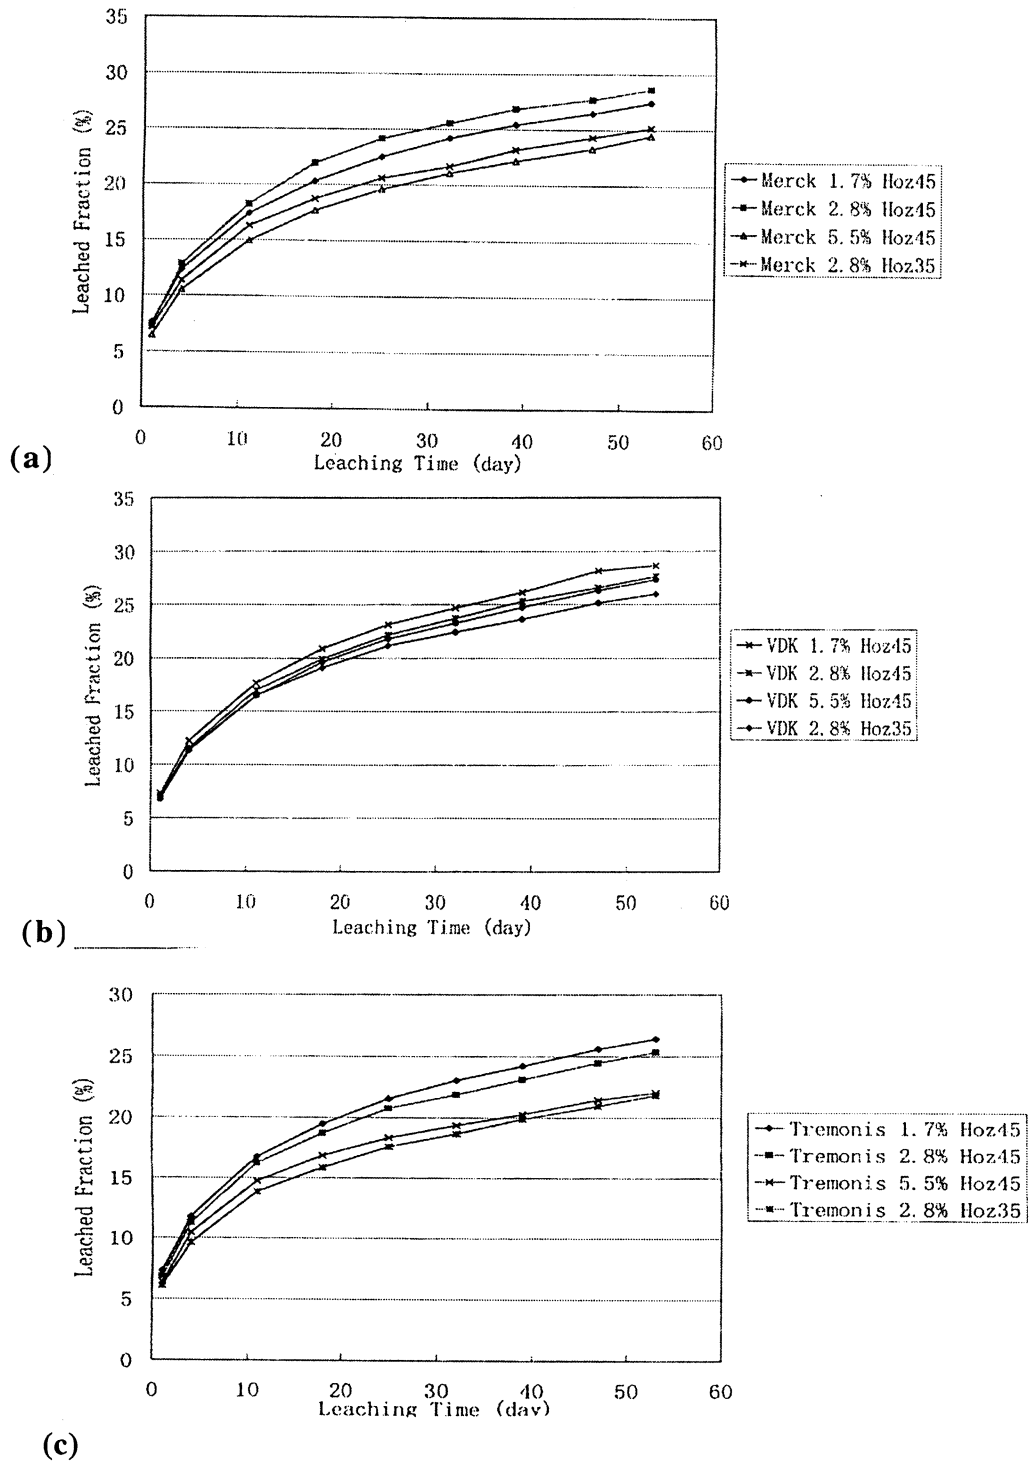 35
30
25
20
15
10
5
0
Leached Fraction (%)
0 10 20 30 40 50 60
Leaching Time (day)
Merck 1.7% Hoz45
Merck 2.8% Hoz45
Merck 5.5% Hoz45
Merck 2.8% Hoz35
(a)
35
30
25
20
15
10
5
0
Leached Fraction (%)
0 10 20 30 40 50 60
Leaching Time (day)
VDK 1.7% Hoz45
VDK 2.8% Hoz45
VDK 5.5% Hoz45
VDK 2.8% Hoz35
(b)
30
25
20
15
10
5
0
Leached Fraction (%)
0 10 20 30 40 50 60
Leaching Time (day)
Tremonis 1.7% Hoz45
Tremonis 2.8% Hoz45
Tremonis 5.5% Hoz45
Tremonis 2.8% Hoz35
(c)